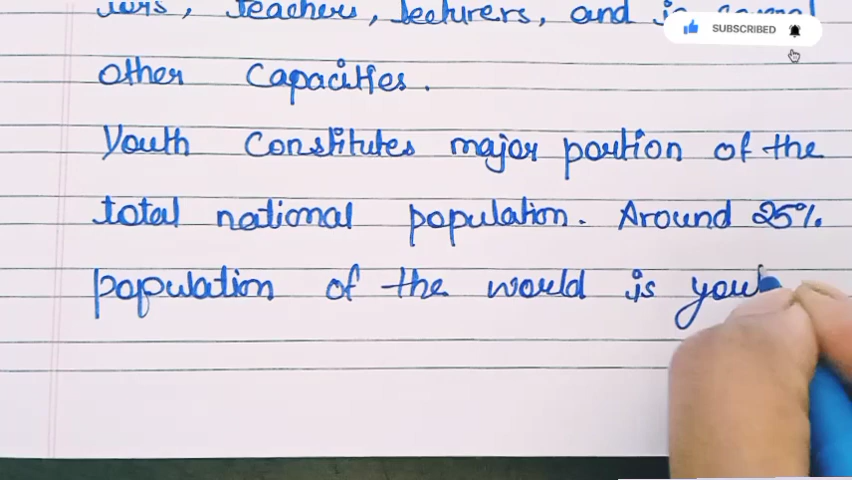 teachers, lecturers, and in
SUBSCRIBED
other Capacities.
Youth Constitutes major portion of the
total national population. Around 25%
population of the world is you